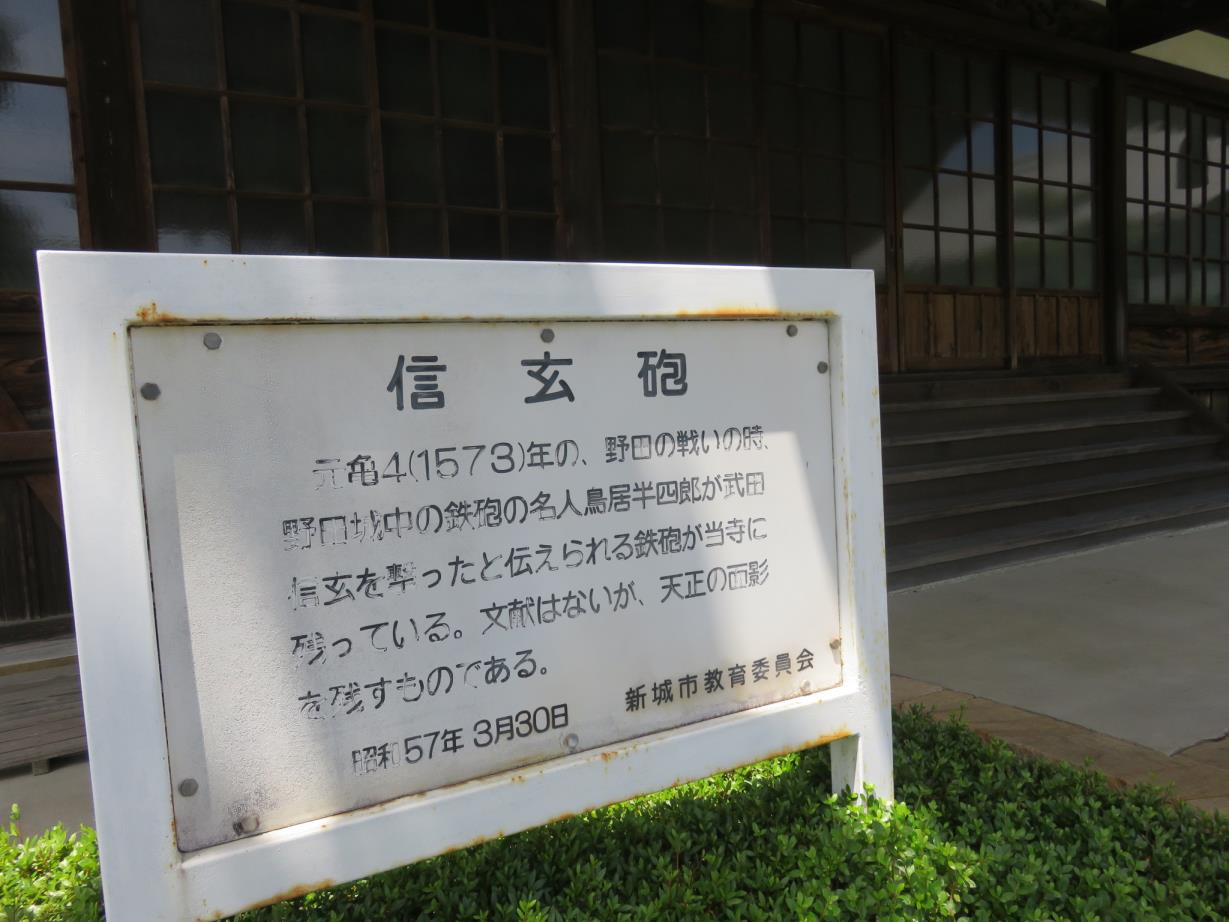 信玄砲
元亀4(1573)年の、野田の戦いの時、
野田城中の鉄砲の名人鳥居半四郎が武田
信玄を撃ったと伝えられる鉄砲が当寺に
残っている。文献はないが、天正の面影
を残すものである。
昭和57年3月30日
新城市教育委員会